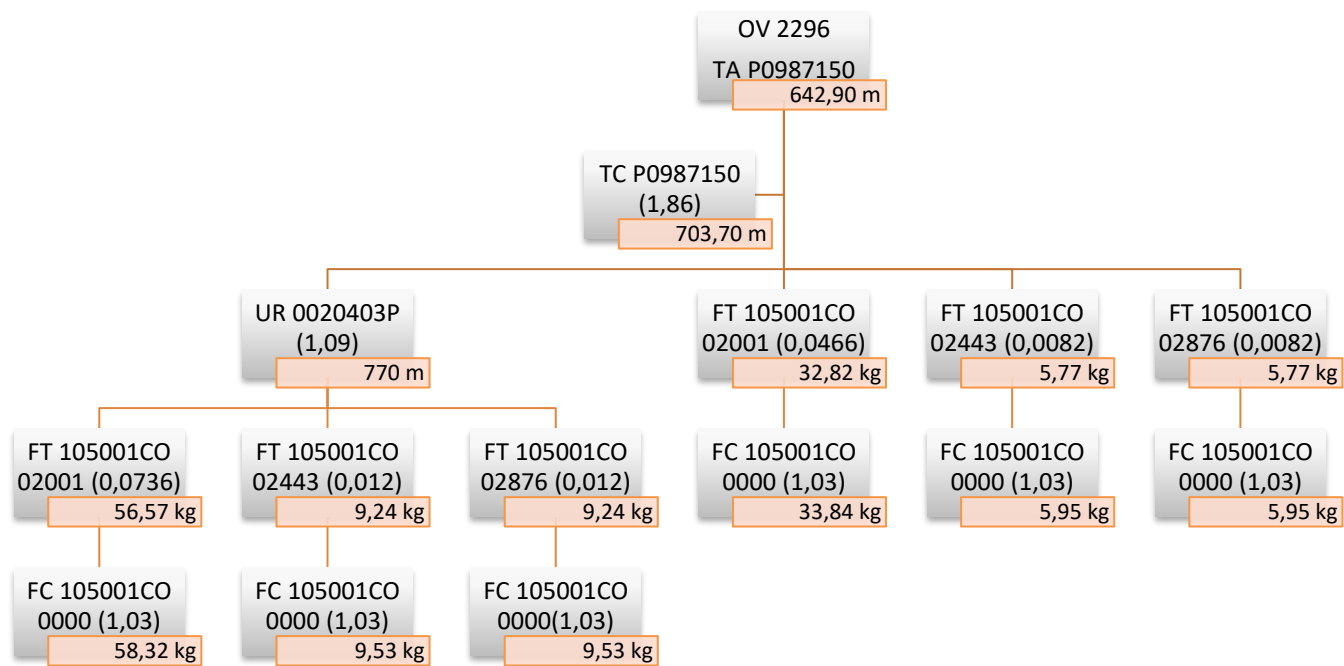 OV 2296
TA P0987150
642,90 m
TC P0987150
(1,86)
703,70 m
UR 0020403P
(1,09)
770 m
FT 105001CO
02001 (0,0466)
32,82 kg
FT 105001CO
02443 (0,0082)
5,77 kg
FT 105001CO
02876 (0,0082)
5,77 kg
FT 105001CO
02001 (0,0736)
56,57 kg
FT 105001CO
02443 (0,012)
9,24 kg
FT 105001CO
02876 (0,012)
9,24 kg
FC 105001CO
0000 (1,03)
33,84 kg
FC 105001CO
0000 (1,03)
5,95 kg
FC 105001CO
0000 (1,03)
5,95 kg
FC 105001CO
0000 (1,03)
58,32 kg
FC 105001CO
0000 (1,03)
9,53 kg
FC 105001CO
0000(1,03)
9,53 kg